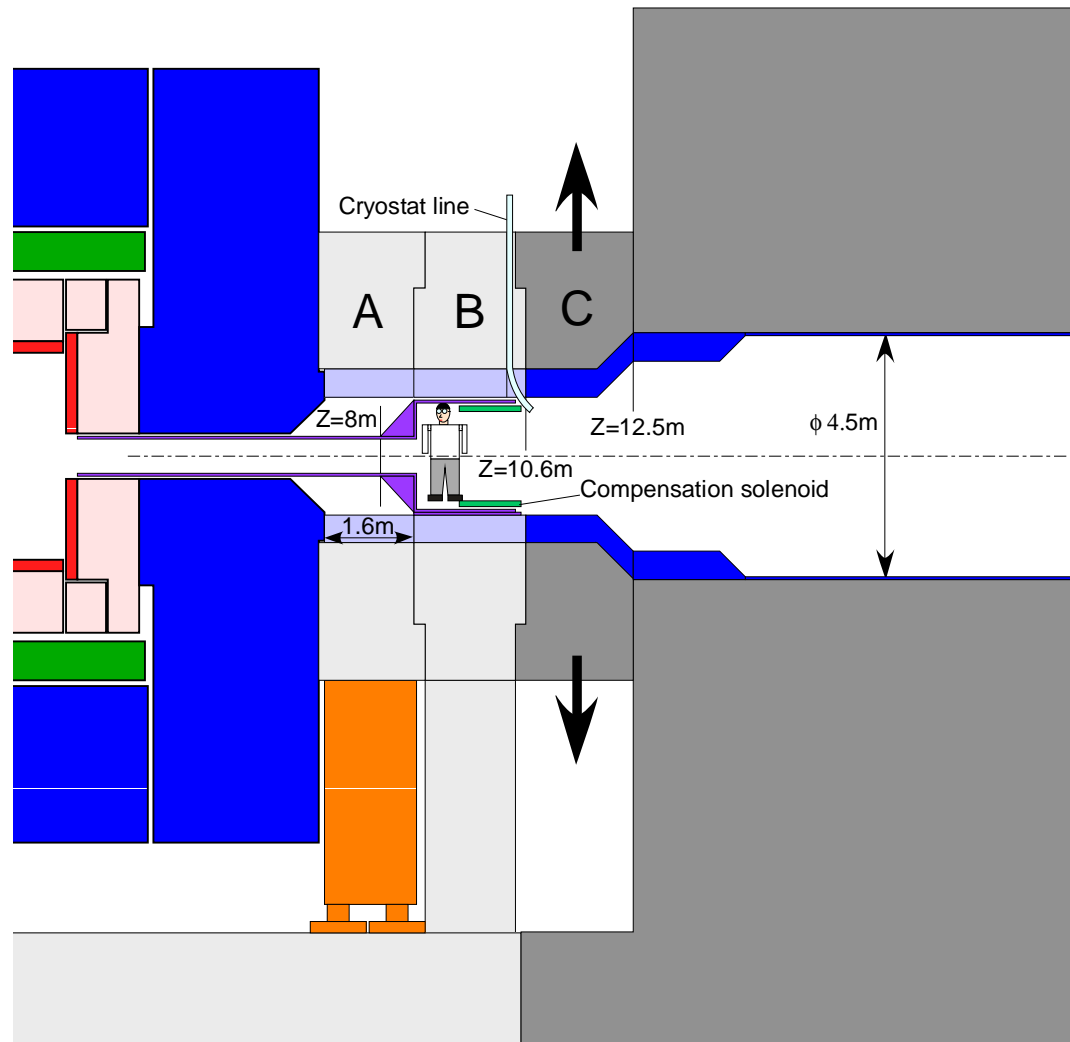 Cryostat line
A
B
C
Z=8m
Z=12.5m
ϕ 4.5m
Z=10.6m
Compensation solenoid
1.6m